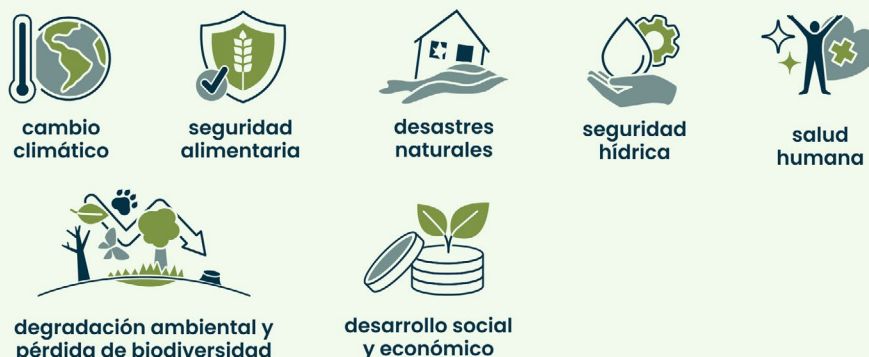 cambio
climático
seguridad
alimentaria
desastres
naturales
seguridad
hídrica
salud
humana
degradación ambiental y
pérdida de biodiversidad
desarrollo social
y económico